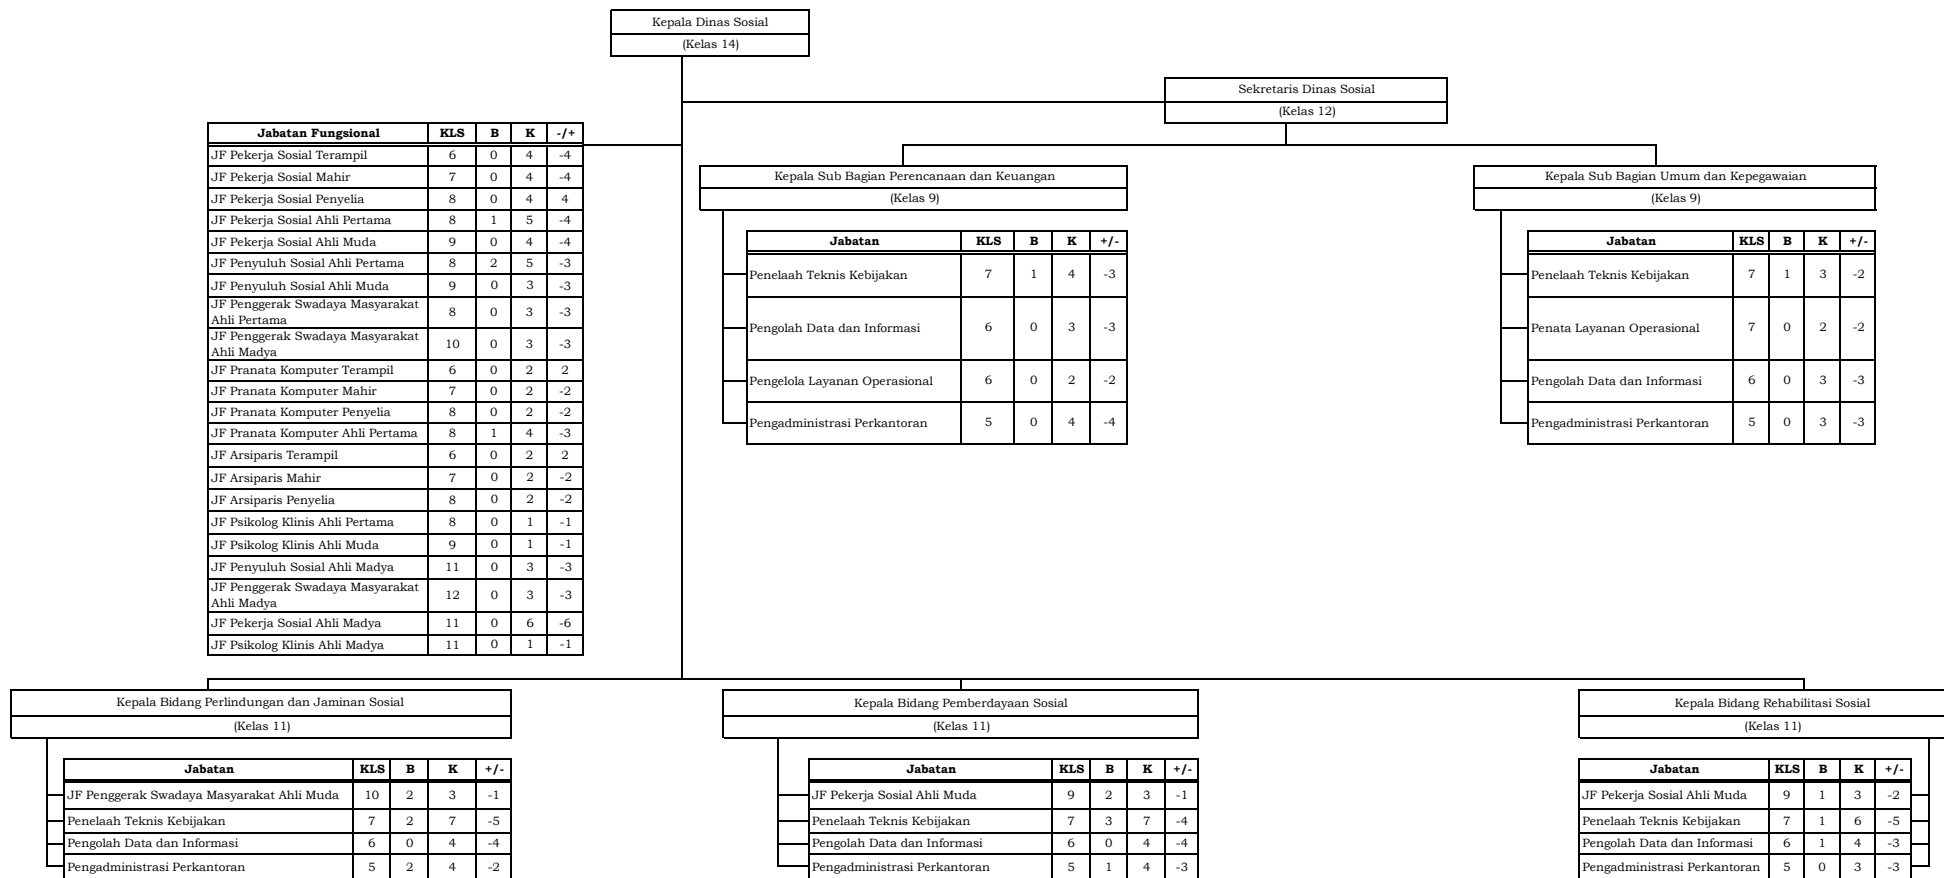 Kepala Dinas Sosial
(Kelas 14)
Sekretaris Dinas Sosial
(Kelas 12)
Jabatan Fungsional KLS B K -/+
JF Pekerja Sosial Terampil 6 0 4 -4
JF Pekerja Sosial Mahir 7 0 4 -4
JF Pekerja Sosial Penyelia 8 0 4 4
JF Pekerja Sosial Ahli Pertama 8 1 5 -4
JF Pekerja Sosial Ahli Muda 9 0 4 -4
JF Penyuluh Sosial Ahli Pertama 8 2 5 -3
JF Penyuluh Sosial Ahli Muda 9 0 3 -3
JF Penggerak Swadaya Masyarakat
Ahli Pertama 8 0 3 -3
JF Penggerak Swadaya Masyarakat
Ahli Madya 10 0 3 -3
JF Pranata Komputer Terampil 6 0 2 2
JF Pranata Komputer Mahir 7 0 2 -2
JF Pranata Komputer Penyelia 8 0 2 -2
JF Pranata Komputer Ahli Pertama 8 1 4 -3
JF Arsiparis Terampil 6 0 2 2
JF Arsiparis Mahir 7 0 2 -2
JF Arsiparis Penyelia 8 0 2 -2
JF Psikolog Klinis Ahli Pertama 8 0 1 -1
JF Psikolog Klinis Ahli Muda 9 0 1 -1
JF Penyuluh Sosial Ahli Madya 11 0 3 -3
JF Penggerak Swadaya Masyarakat
Ahli Madya 12 0 3 -3
JF Pekerja Sosial Ahli Madya 11 0 6 -6
JF Psikolog Klinis Ahli Madya 11 0 1 -1
Kepala Sub Bagian Perencanaan dan Keuangan
(Kelas 9)
Jabatan KLS B K +/-
Penelaah Teknis Kebijakan 7 1 4 -3
Pengolah Data dan Informasi 6 0 3 -3
Pengelola Layanan Operasional 6 0 2 -2
Pengadministrasi Perkantoran 5 0 4 -4
Kepala Sub Bagian Umum dan Kepegawaian
(Kelas 9)
Jabatan KLS B K +/-
Penelaah Teknis Kebijakan 7 1 3 -2
Penata Layanan Operasional 7 0 2 -2
Pengolah Data dan Informasi 6 0 3 -3
Pengadministrasi Perkantoran 5 0 3 -3
Kepala Bidang Perlindungan dan Jaminan Sosial
(Kelas 11)
Jabatan KLS B K +/-
JF Penggerak Swadaya Masyarakat Ahli Muda 10 2 3 -1
Penelaah Teknis Kebijakan 7 2 7 -5
Pengolah Data dan Informasi 6 0 4 -4
Pengadministrasi Perkantoran 5 2 4 -2
Kepala Bidang Pemberdayaan Sosial
(Kelas 11)
Jabatan KLS B K +/-
JF Pekerja Sosial Ahli Muda 9 2 3 -1
Penelaah Teknis Kebijakan 7 3 7 -4
Pengolah Data dan Informasi 6 0 4 -4
Pengadministrasi Perkantoran 5 1 4 -3
Kepala Bidang Rehabilitasi Sosial
(Kelas 11)
Jabatan KLS B K +/-
JF Pekerja Sosial Ahli Muda 9 1 3 -2
Penelaah Teknis Kebijakan 7 1 6 -5
Pengolah Data dan Informasi 6 1 4 -3
Pengadministrasi Perkantoran 5 0 3 -3